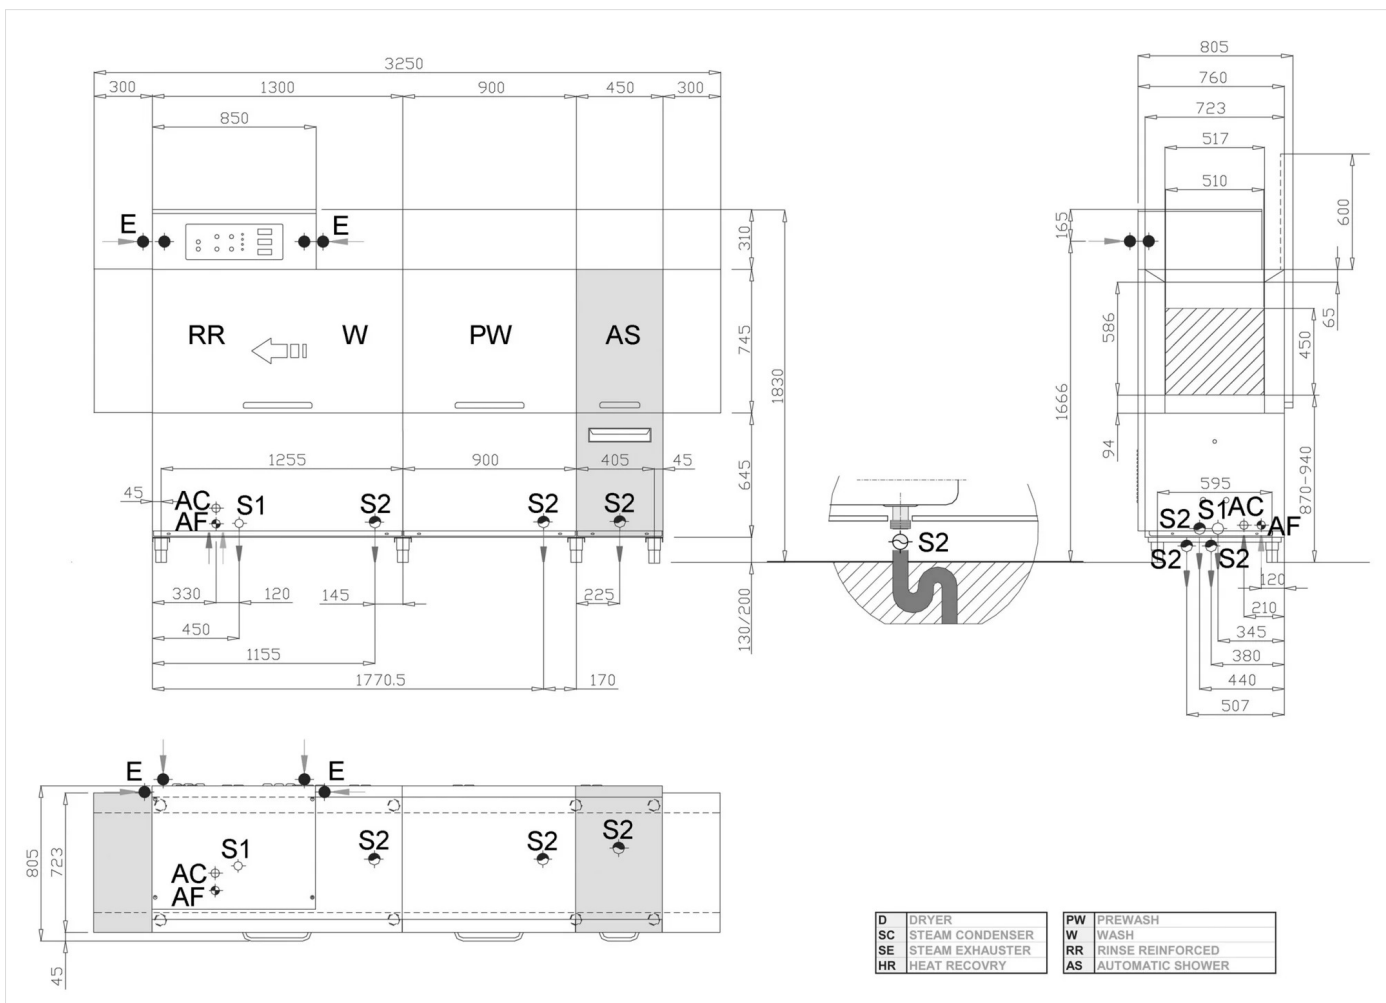 3250
300 1300 900 450 300
850
E E
310
RR W PW AS
745
1830
1255 900 405 45
645
45 AC S1 S2 S2 S2
AF
330 120 145 225
130/200
450
1155
1770.5 170
S2
805
760
723
517
510
600
165
65
586
450
1666
94
870-940
595
S2 S1 AC AF
S2 S2
120
210
345
380
440
507
E E
805
723
S1 S2 S2 S2
AC
AF
45
D DRYER
SC STEAM CONDENSER
SE STEAM EXHAUSTER
HR HEAT RECOVRY
PW PREWASH
W WASH
RR RINSE REINFORCED
AS AUTOMATIC SHOWER